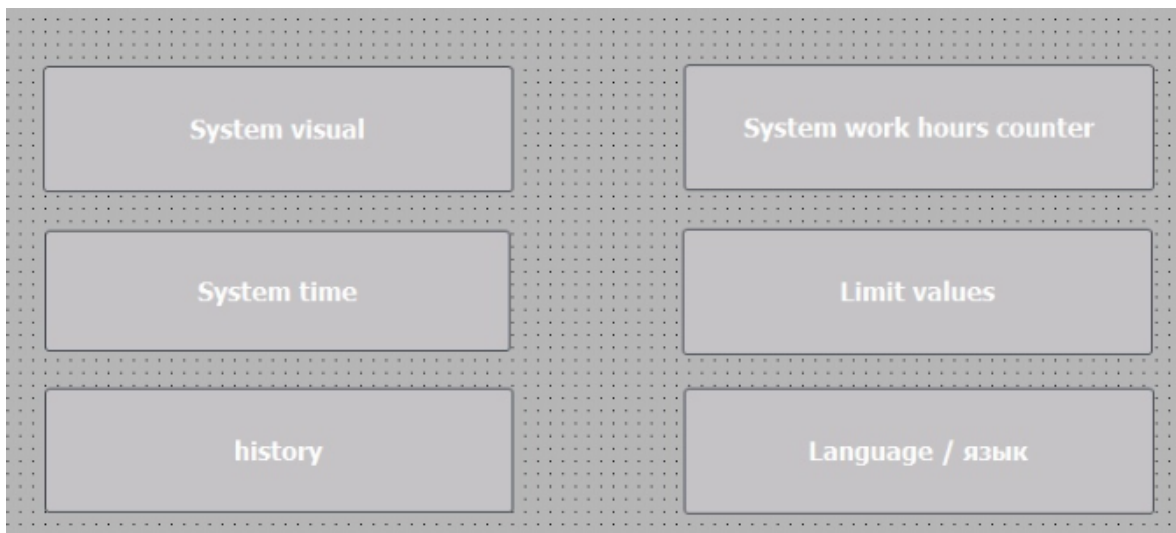 System visual
System work hours counter
System time
Limit values
history
Language / язык